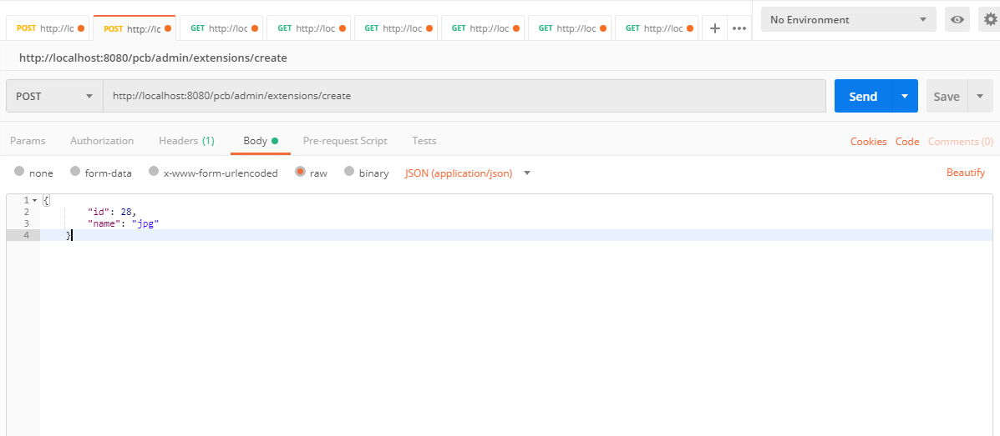 POST http://lc POST http://lc GET http://loc GET http://loc GET http://loc GET http://loc GET http://loc GET http://loc + ••• No Environment
http://localhost:8080/pcb/admin/extensions/create
POST http://localhost:8080/pcb/admin/extensions/create Send Save
Params Authorization Headers (1) Body Pre-request Script Tests Cookies Code Comments (0)
none form-data x-www-form-urlencoded raw binary JSON (application/json) Beautify
1 {
2 "id": 28,
3 "name": "jpg"
4 }